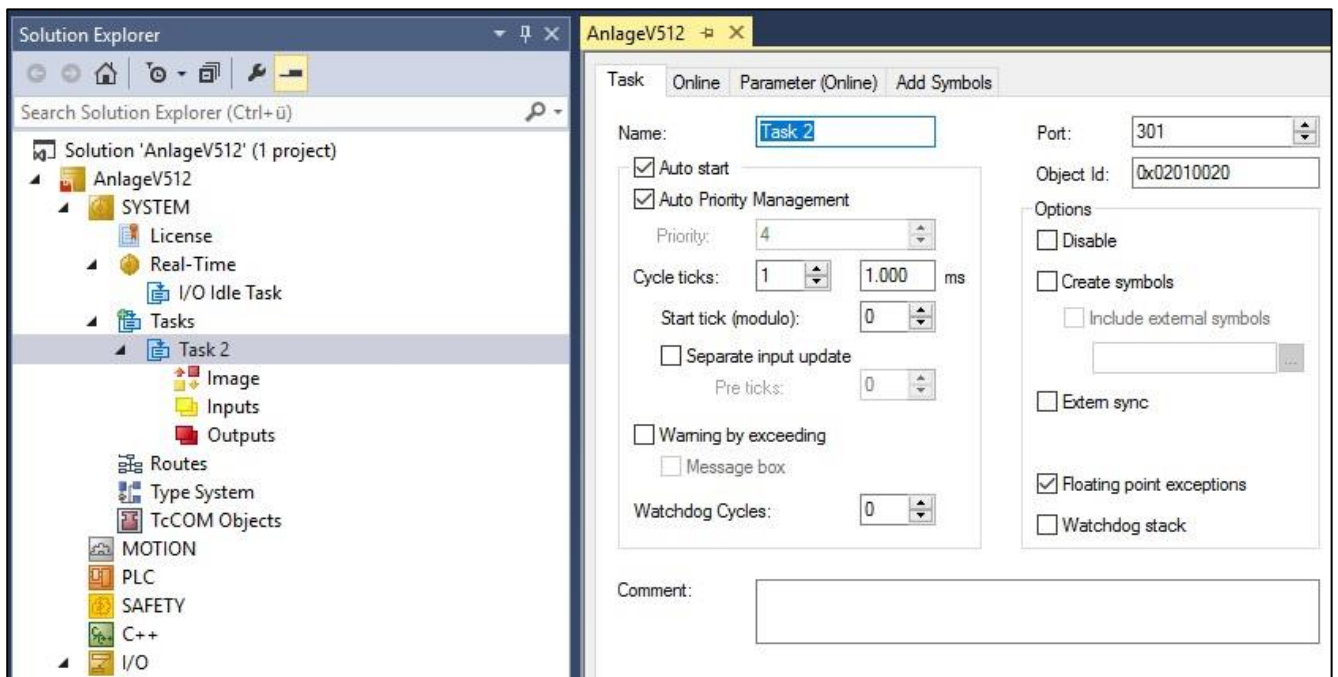 Solution Explorer
Search Solution Explorer (Ctrl+ü)
Solution 'AnlageV512' (1 project)
AnlageV512
SYSTEM
License
Real-Time
I/O Idle Task
Tasks
Task 2
Image
Inputs
Outputs
Routes
Type System
TcCOM Objects
MOTION
PLC
SAFETY
C++
I/O
AnlageV512
Task Online Parameter (Online) Add Symbols
Name: Task 2
Auto start
Auto Priority Management
Priority: 4
Cycle ticks: 1 1.000 ms
Start tick (modulo): 0
Separate input update
Pre ticks: 0
Warning by exceeding
Message box
Watchdog Cycles: 0
Port: 301
Object Id: 0x02010020
Options
Disable
Create symbols
Include external symbols
...
Extern sync
Floating point exceptions
Watchdog stack
Comment: